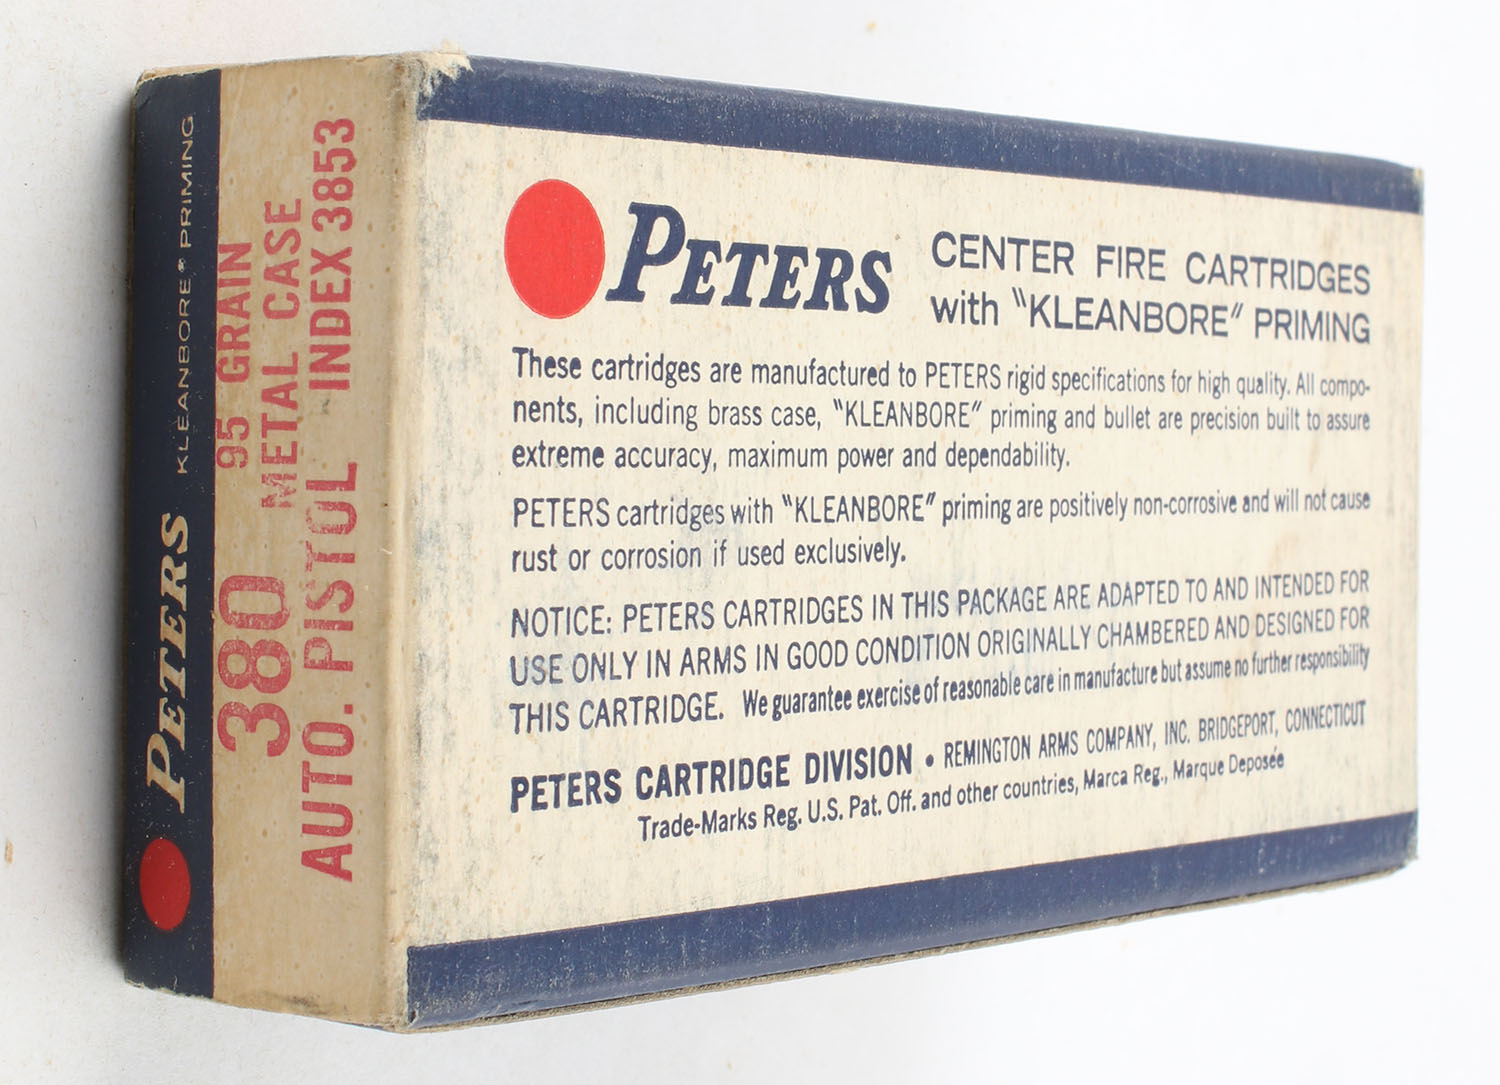 PETERS KLEANBORE® PRIMING
380 95 GRAIN
METAL CASE
AUTO. PISTOL INDEX 3853
PETERS
CENTER FIRE CARTRIDGES
with "KLEANBORE" PRIMING
These cartridges are manufactured to PETERS rigid specifications for high quality. All compo-
nents, including brass case, "KLEANBORE" priming and bullet are precision built to assure
extreme accuracy, maximum power and dependability.
PETERS cartridges with "KLEANBORE" priming are positively non-corrosive and will not cause
rust or corrosion if used exclusively.
NOTICE: PETERS CARTRIDGES IN THIS PACKAGE ARE ADAPTED TO AND INTENDED FOR
USE ONLY IN ARMS IN GOOD CONDITION ORIGINALLY CHAMBERED AND DESIGNED FOR
THIS CARTRIDGE. We guarantee exercise of reasonable care in manufacture but assume no further responsibility
PETERS CARTRIDGE DIVISION • REMINGTON ARMS COMPANY, INC. BRIDGEPORT, CONNECTICUT
Trade-Marks Reg. U.S. Pat. Off. and other countries, Marca Reg., Marque Deposée